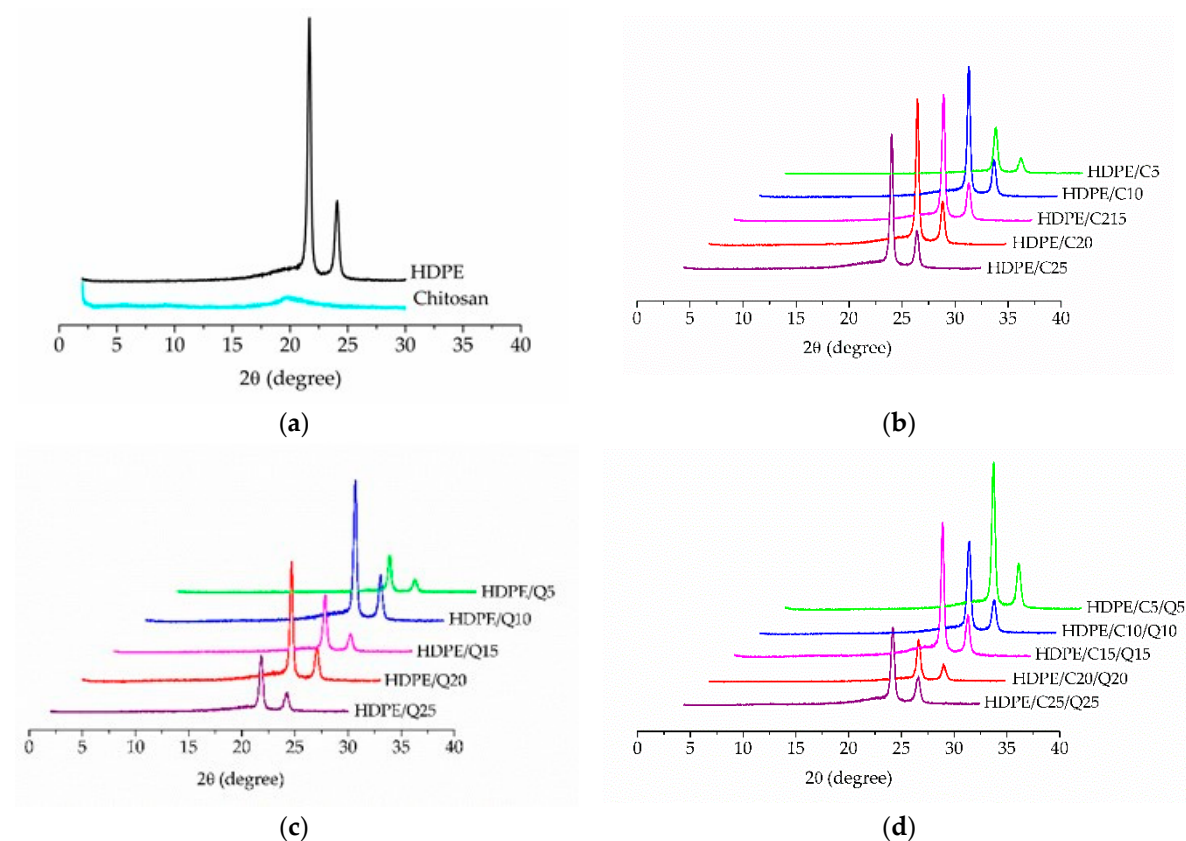 HDPE
Chitosan
0 5 10 15 20 25 30 35 40
2θ (degree)
(a)
HDPE/C5
HDPE/C10
HDPE/C215
HDPE/C20
HDPE/C25
0 5 10 15 20 25 30 35 40
2θ (degree)
(b)
HDPE/Q5
HDPE/Q10
HDPE/Q15
HDPE/Q20
HDPE/Q25
0 5 10 15 20 25 30 35 40
2θ (degree)
(c)
HDPE/C5/Q5
HDPE/C10/Q10
HDPE/C15/Q15
HDPE/C20/Q20
HDPE/C25/Q25
0 5 10 15 20 25 30 35 40
2θ (degree)
(d)